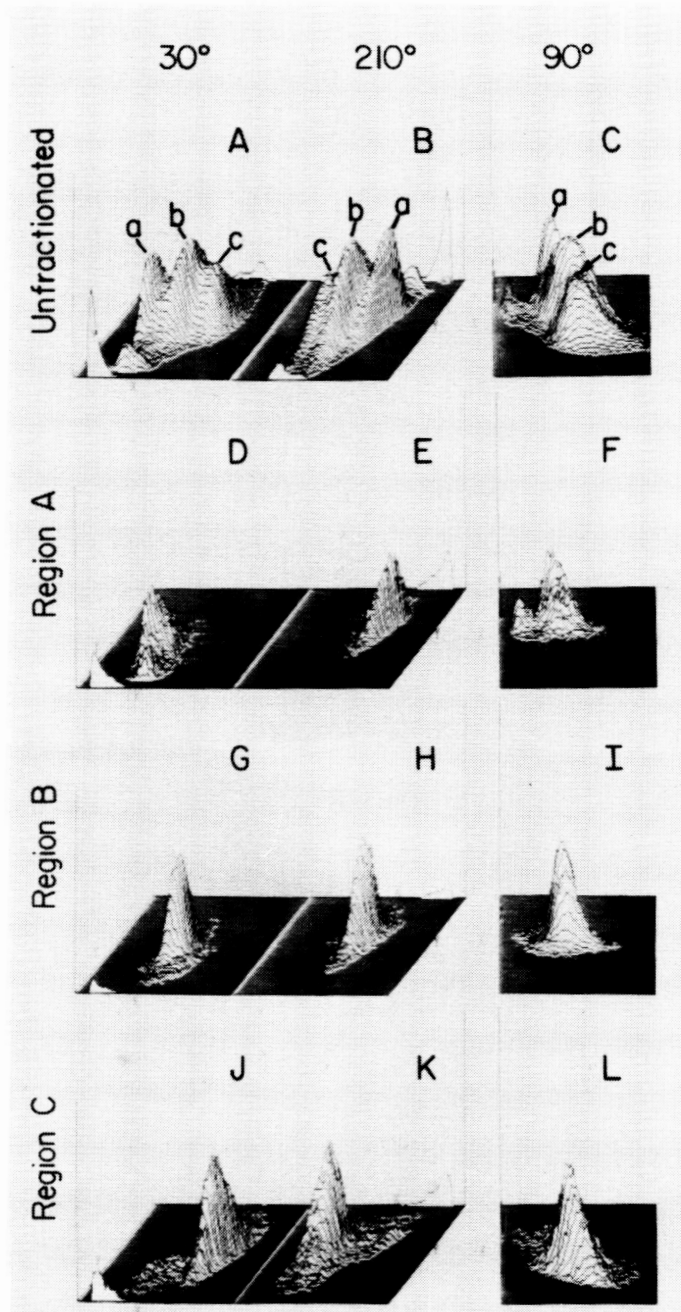 30° 210° 90°
Unfractionated
A B C
a b c
c b a
a b c
Region A
D E F
Region B
G H I
Region C
J K L